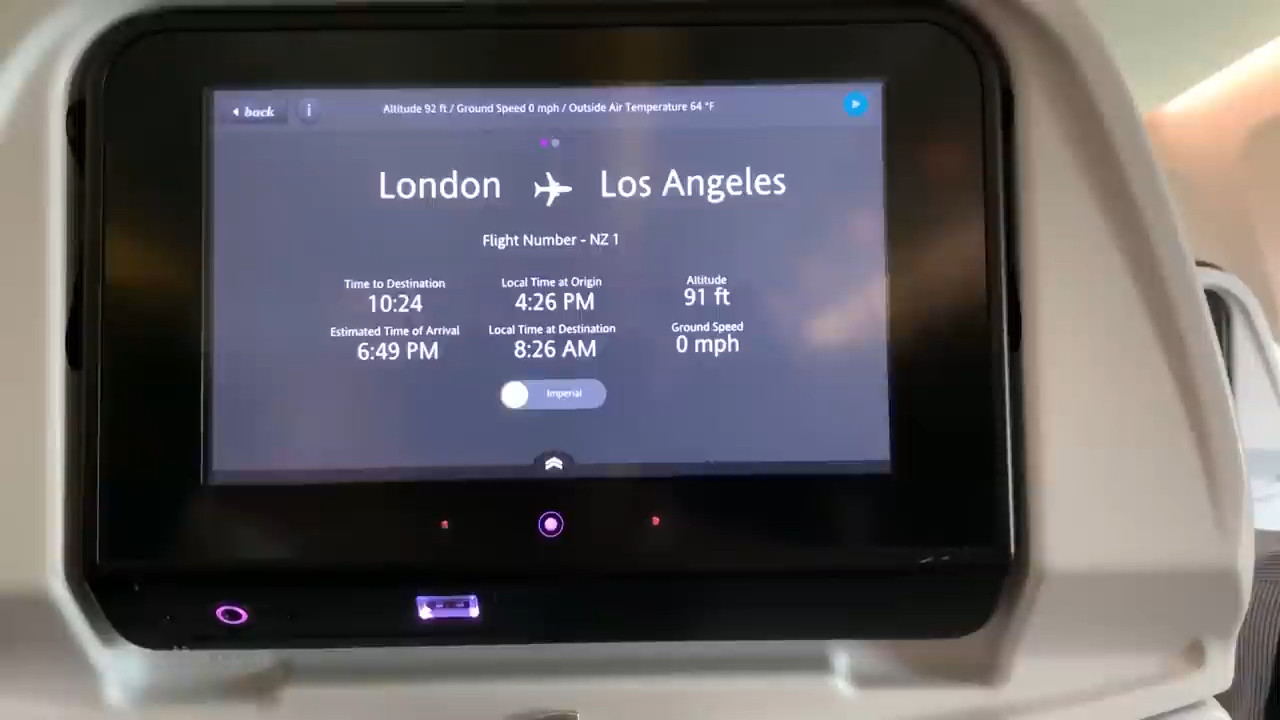 back
i
Altitude 92 ft / Ground Speed 0 mph / Outside Air Temperature 64 °F
London Los Angeles
Flight Number - NZ 1
Time to Destination Local Time at Origin Altitude
10:24 4:26 PM 91 ft
Estimated Time of Arrival Local Time at Destination Ground Speed
6:49 PM 8:26 AM 0 mph
Imperial